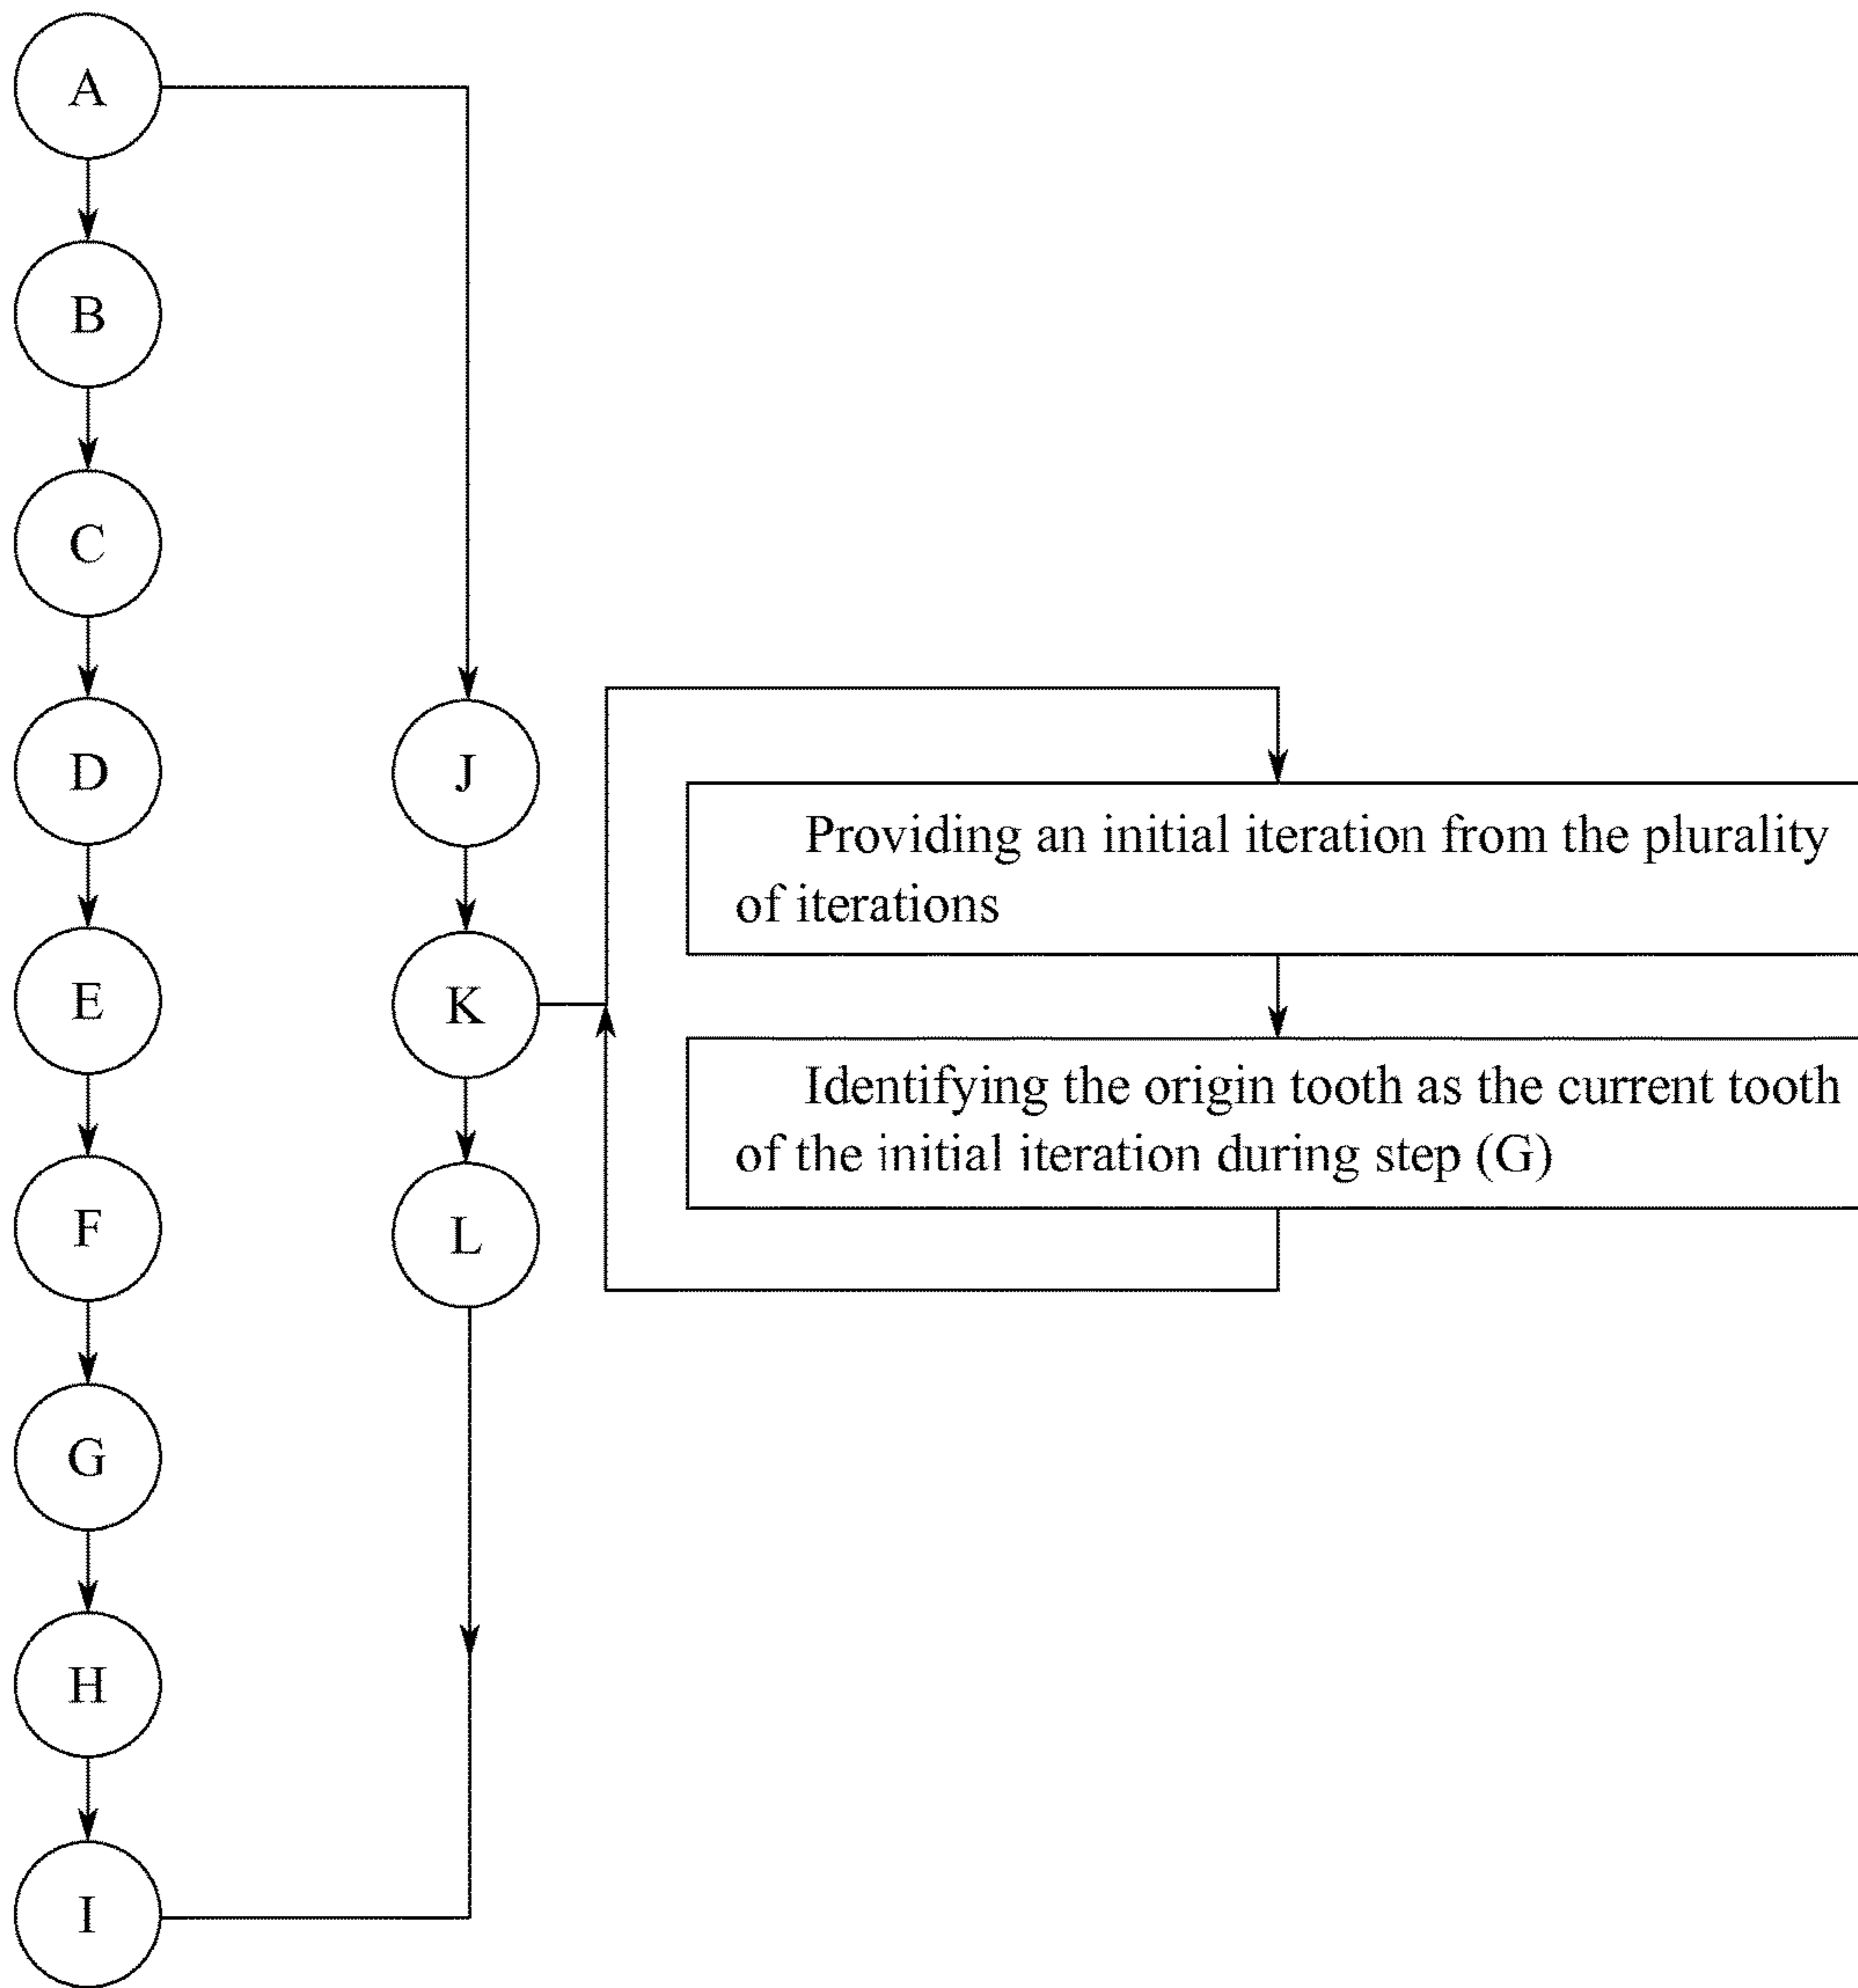 A
B
C
D
E
F
G
H
I
J
K
L
Providing an initial iteration from the plurality
of iterations
Identifying the origin tooth as the current tooth
of the initial iteration during step (G)